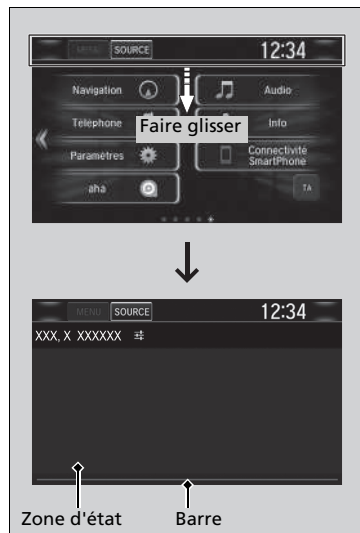 MENU SOURCE 12:34
Navigation Audio
Téléphone Faire glisser Info
Paramètres Connectivité
SmartPhone
aha TA
MENU SOURCE 12:34
XXX, X XXXXXX
Zone d'état Barre